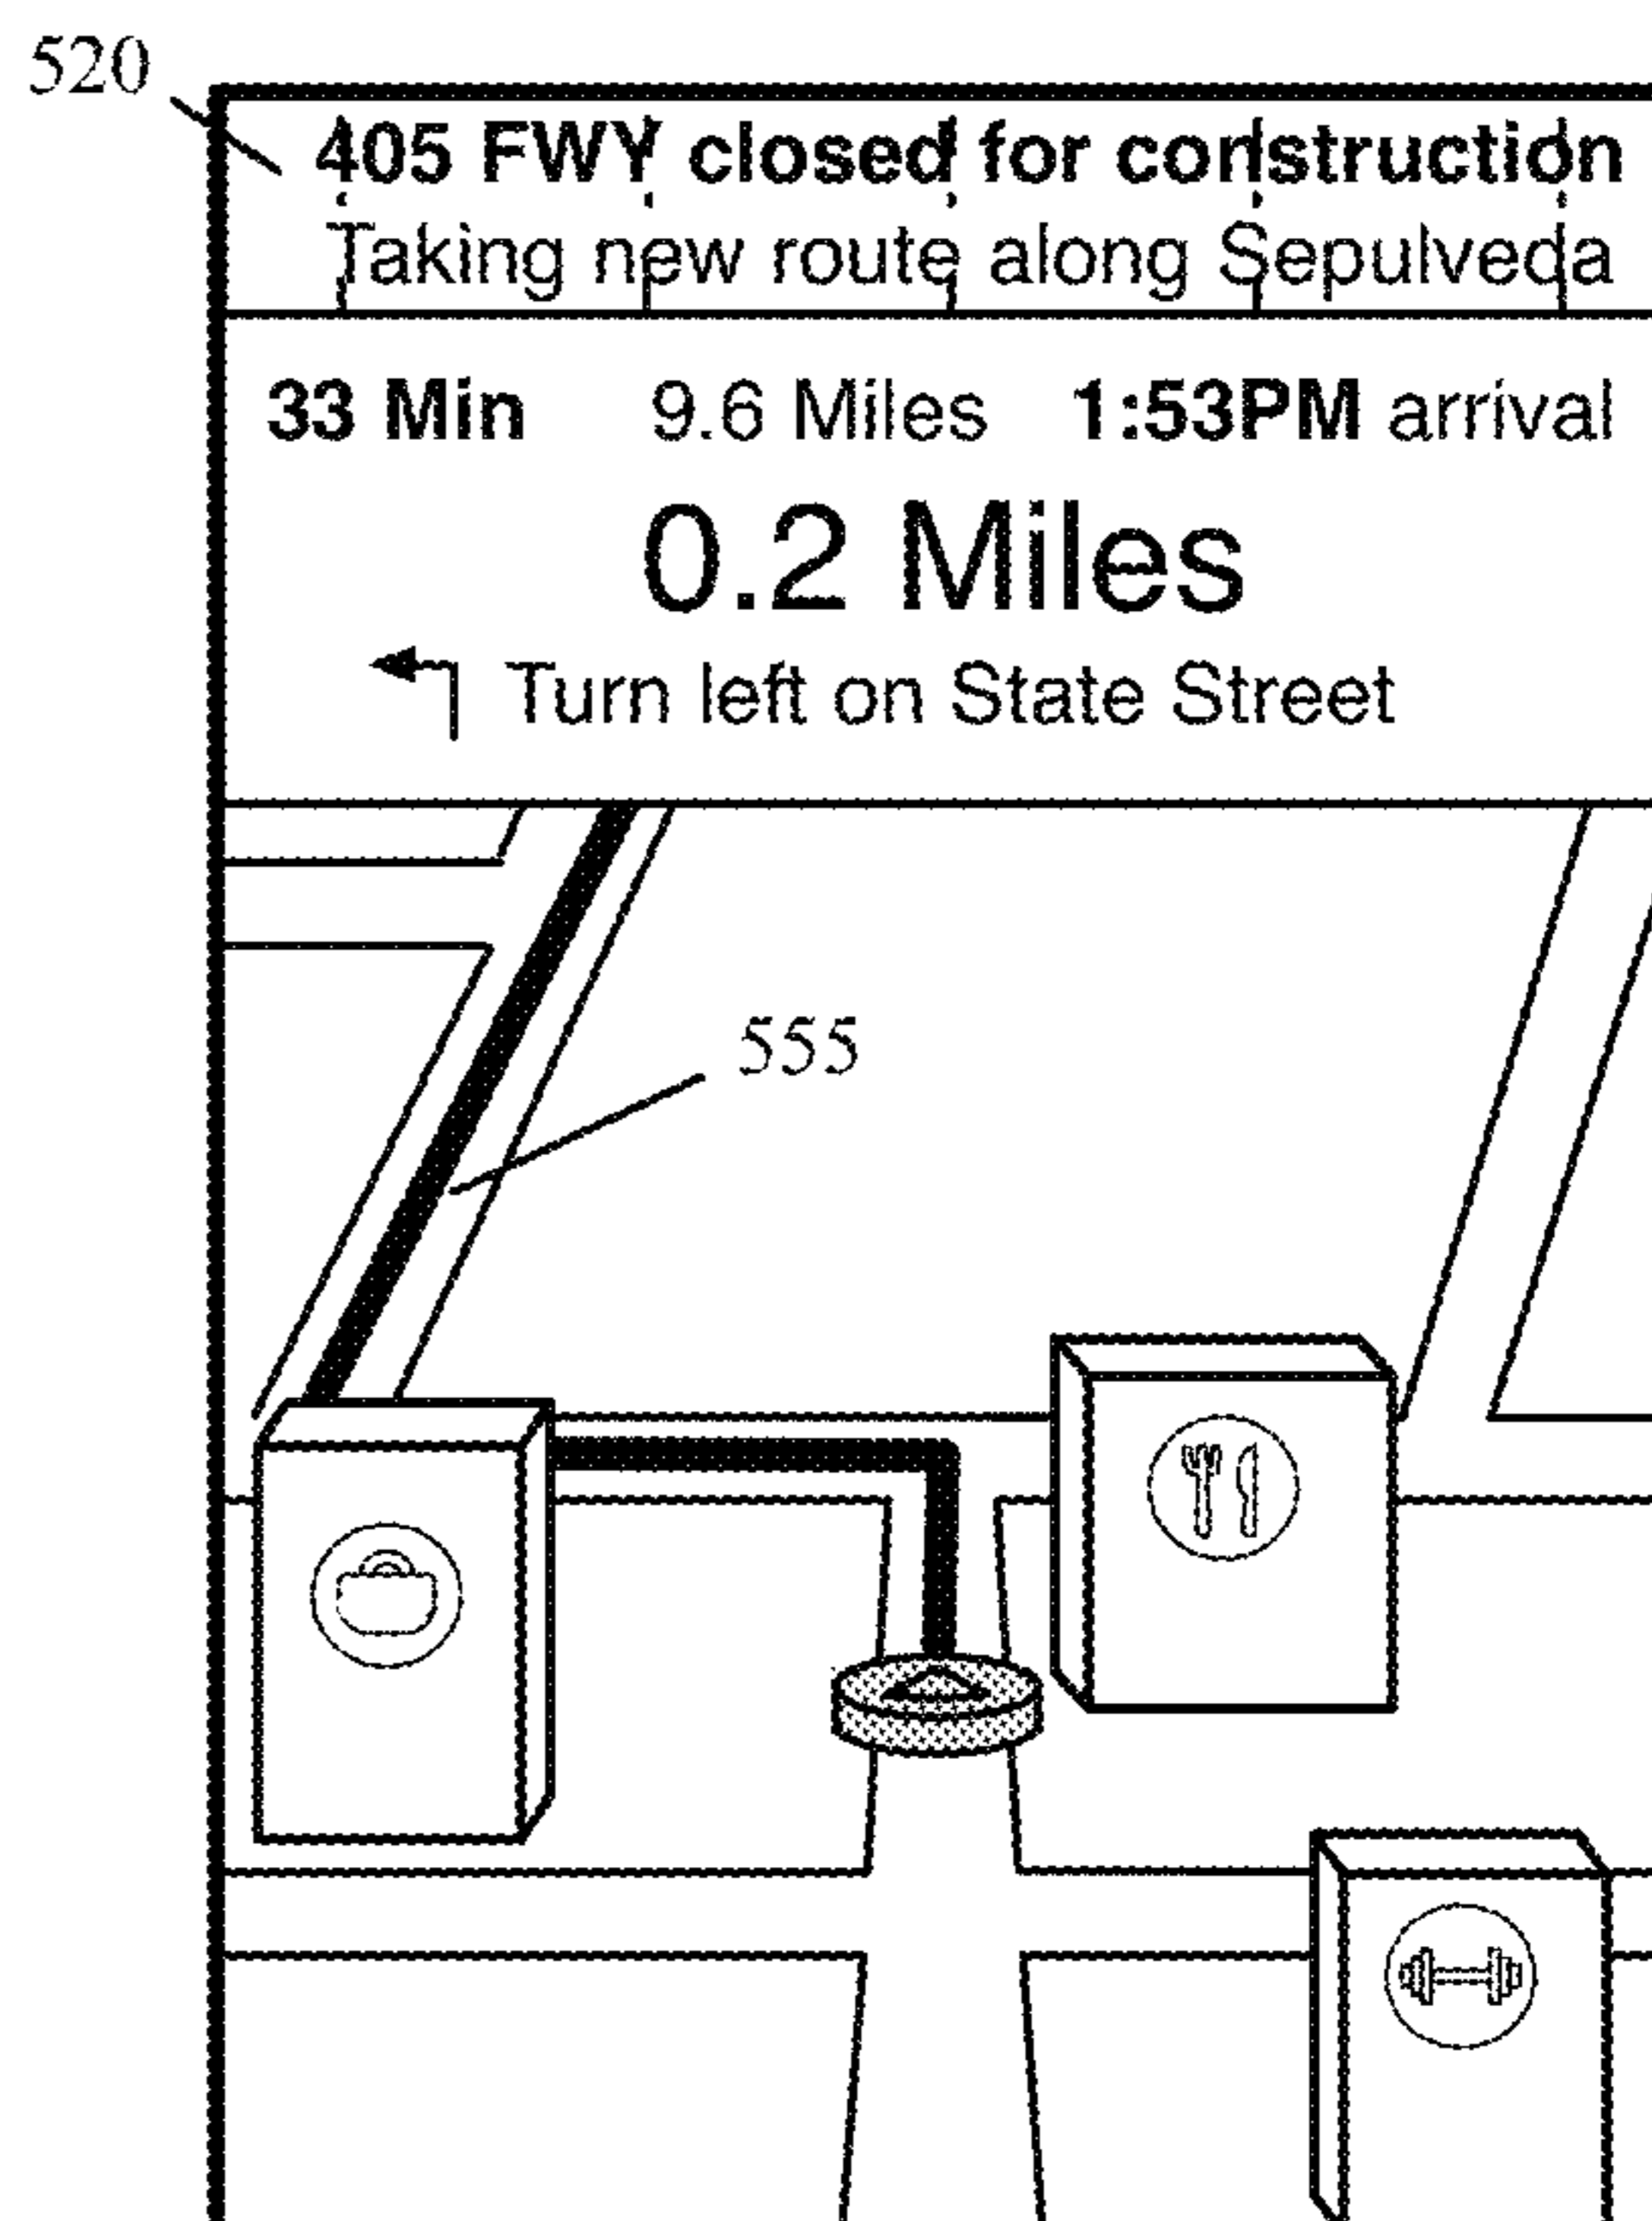 520
405 FWY closed for construction
Taking new route along Sepulveda
33 Min 9.6 Miles 1:53PM arrival
0.2 Miles
Turn left on State Street
555